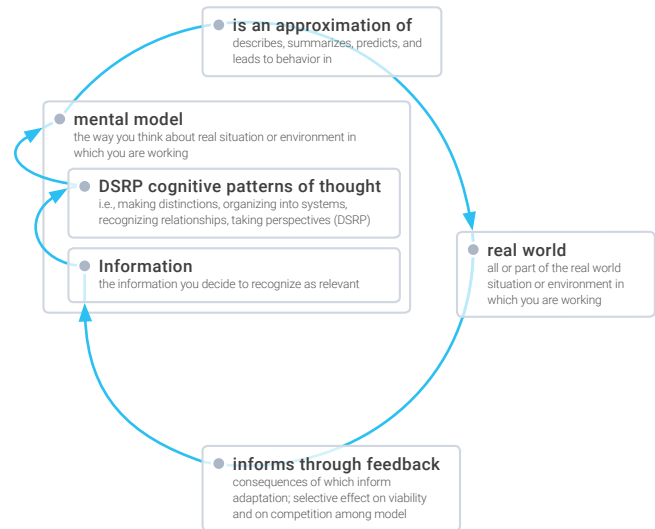 is an approximation of
describes, summarizes, predicts, and
leads to behavior in
mental model
the way you think about real situation or environment in
which you are working
DSRP cognitive patterns of thought
i.e., making distinctions, organizing into systems,
recognizing relationships, taking perspectives (DSRP)
Information
the information you decide to recognize as relevant
real world
all or part of the real world
situation or environment in
which you are working
informs through feedback
consequences of which inform
adaptation; selective effect on viability
and on competition among model